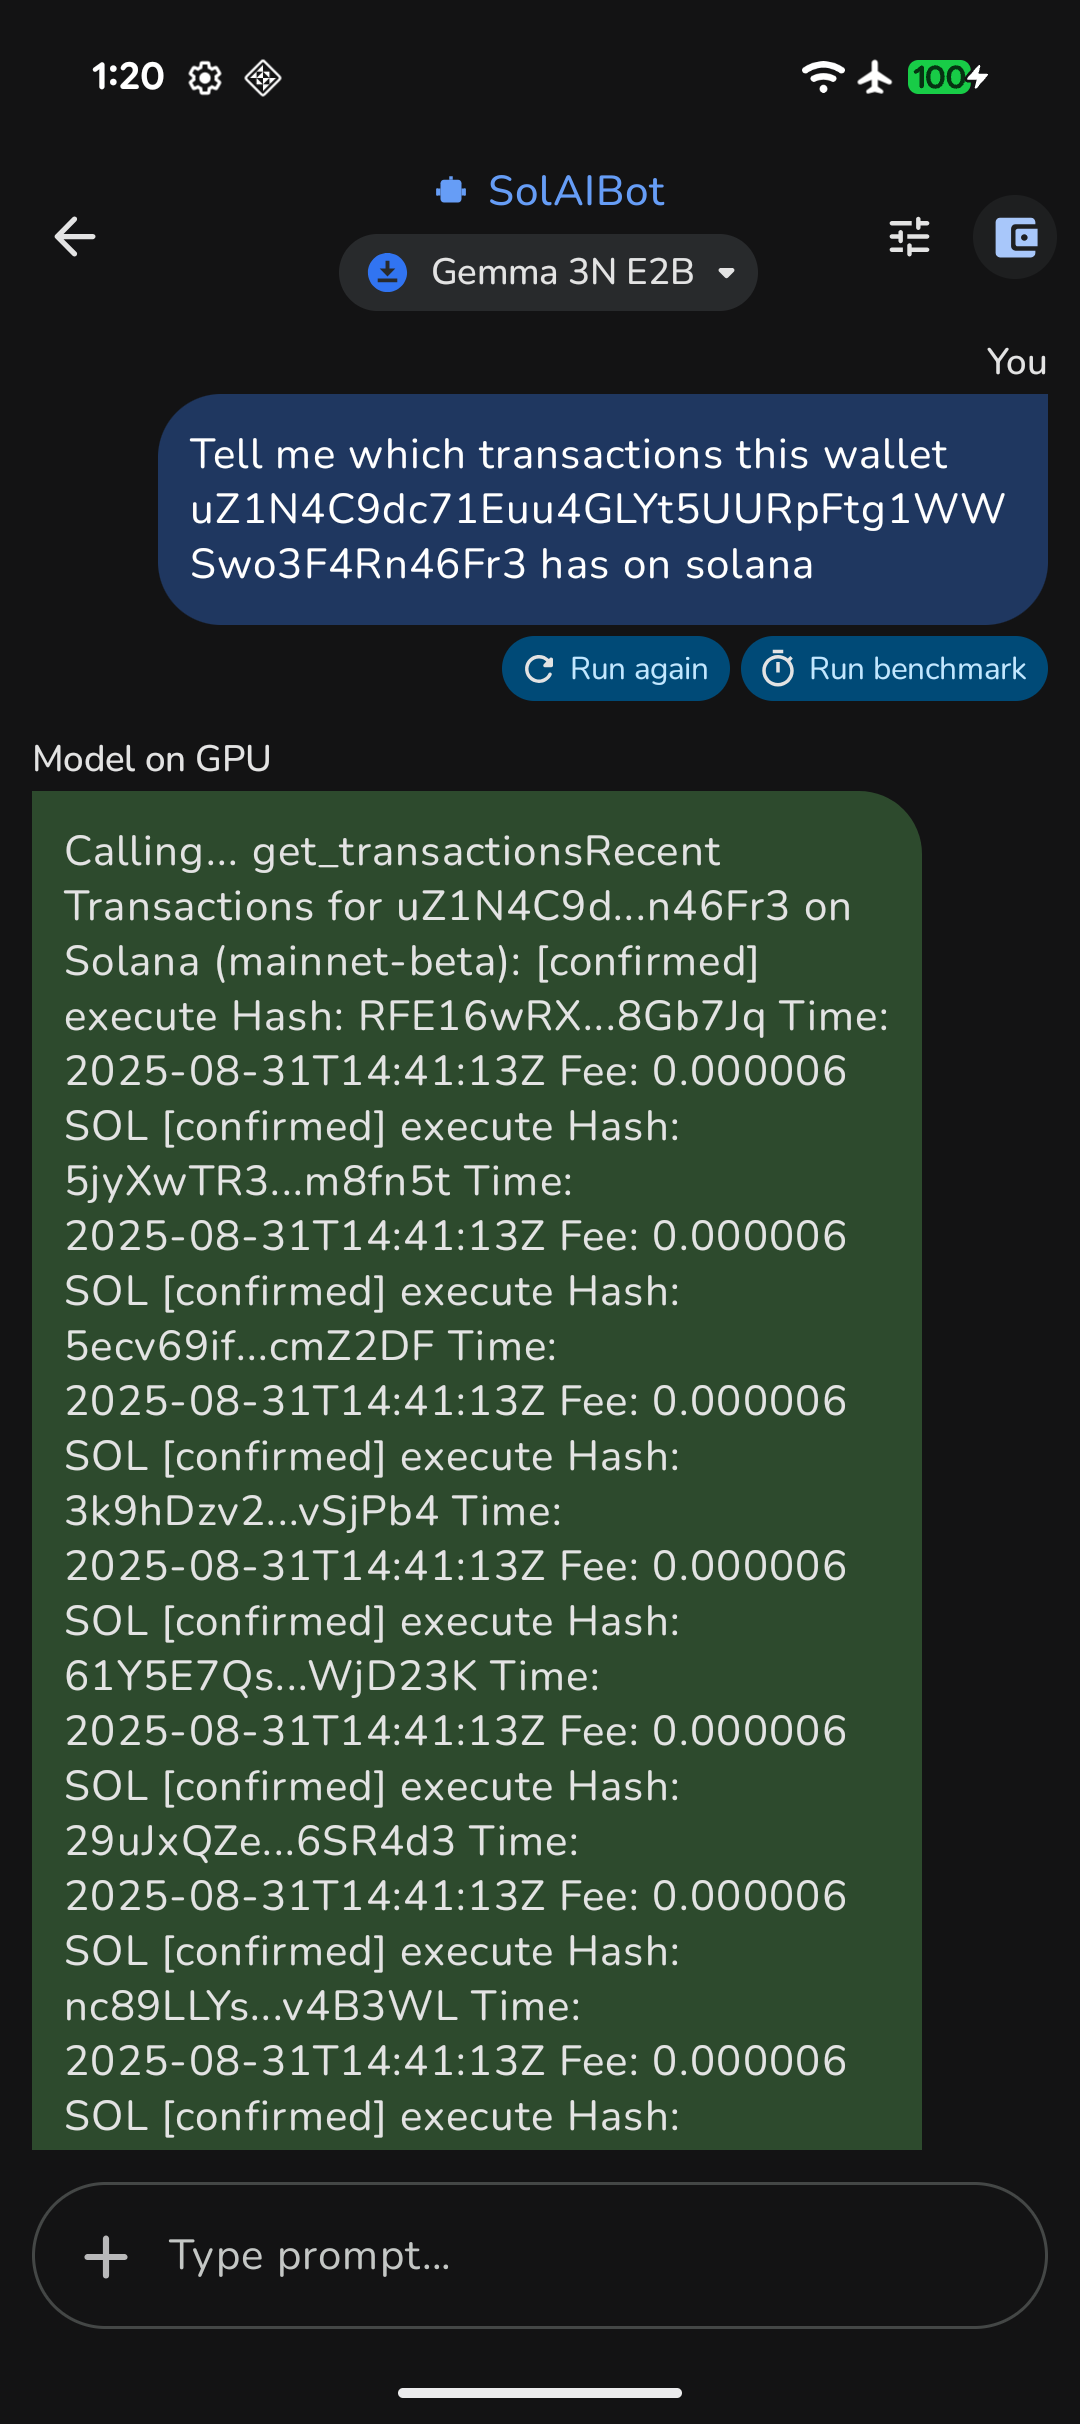 1:20
100
SolAIBot
Gemma 3N E2B
You
Tell me which transactions this wallet
uZ1N4C9dc71Euu4GLYt5UURpFtg1WW
Swo3F4Rn46Fr3 has on solana
Run again
Run benchmark
Model on GPU
Calling... get_transactionsRecent
Transactions for uZ1N4C9d...n46Fr3 on
Solana (mainnet-beta): [confirmed]
execute Hash: RFE16wRX...8Gb7Jq Time:
2025-08-31T14:41:13Z Fee: 0.000006
SOL [confirmed] execute Hash:
5jyXwTR3...m8fn5t Time:
2025-08-31T14:41:13Z Fee: 0.000006
SOL [confirmed] execute Hash:
5ecv69if...cmZ2DF Time:
2025-08-31T14:41:13Z Fee: 0.000006
SOL [confirmed] execute Hash:
3k9hDzv2...vSjPb4 Time:
2025-08-31T14:41:13Z Fee: 0.000006
SOL [confirmed] execute Hash:
61Y5E7Qs...WjD23K Time:
2025-08-31T14:41:13Z Fee: 0.000006
SOL [confirmed] execute Hash:
29uJxQZe...6SR4d3 Time:
2025-08-31T14:41:13Z Fee: 0.000006
SOL [confirmed] execute Hash:
nc89LLYs...v4B3WL Time:
2025-08-31T14:41:13Z Fee: 0.000006
SOL [confirmed] execute Hash:
Type prompt...